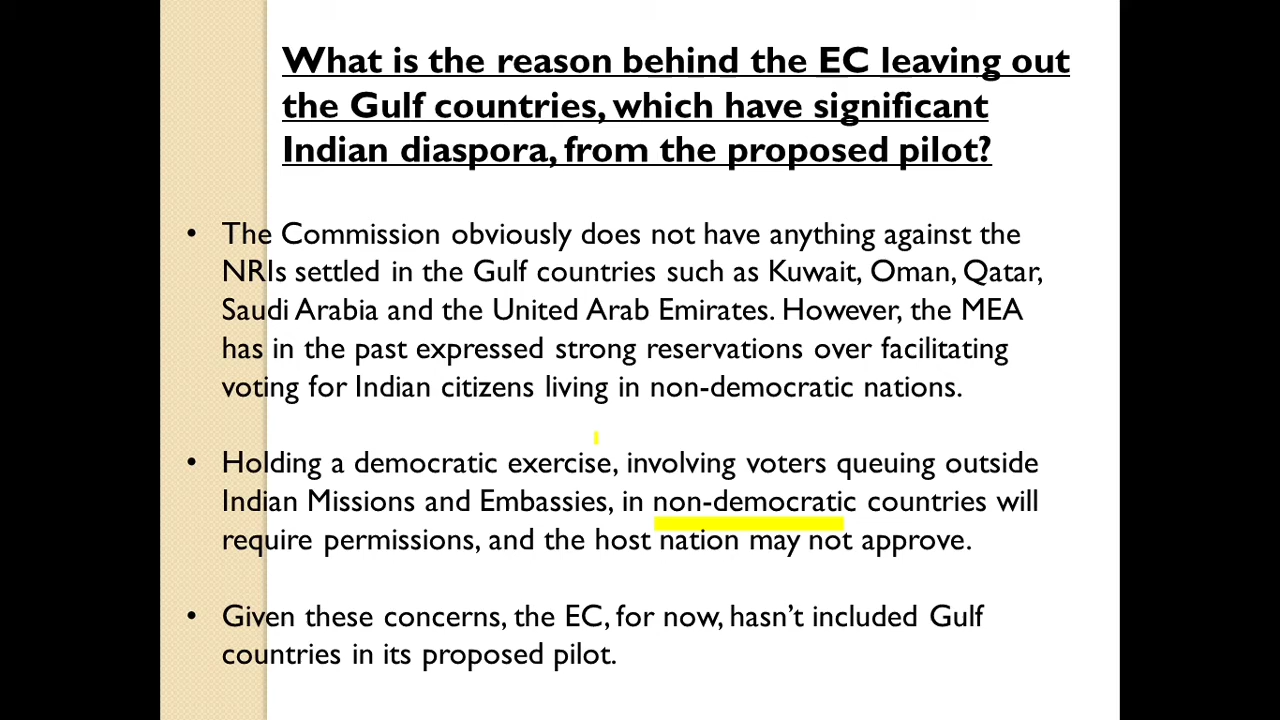 What is the reason behind the EC leaving out
the Gulf countries, which have significant
Indian diaspora, from the proposed pilot?
• The Commission obviously does not have anything against the
NRIs settled in the Gulf countries such as Kuwait, Oman, Qatar,
Saudi Arabia and the United Arab Emirates. However, the MEA
has in the past expressed strong reservations over facilitating
voting for Indian citizens living in non-democratic nations.
• Holding a democratic exercise, involving voters queuing outside
Indian Missions and Embassies, in non-democratic countries will
require permissions, and the host nation may not approve.
• Given these concerns, the EC, for now, hasn’t included Gulf
countries in its proposed pilot.